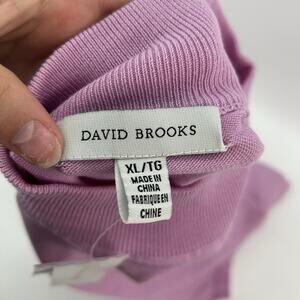 DAVID BROOKS
XL/TG
MADE IN
CHINA
FABRIQUE EN
CHINE